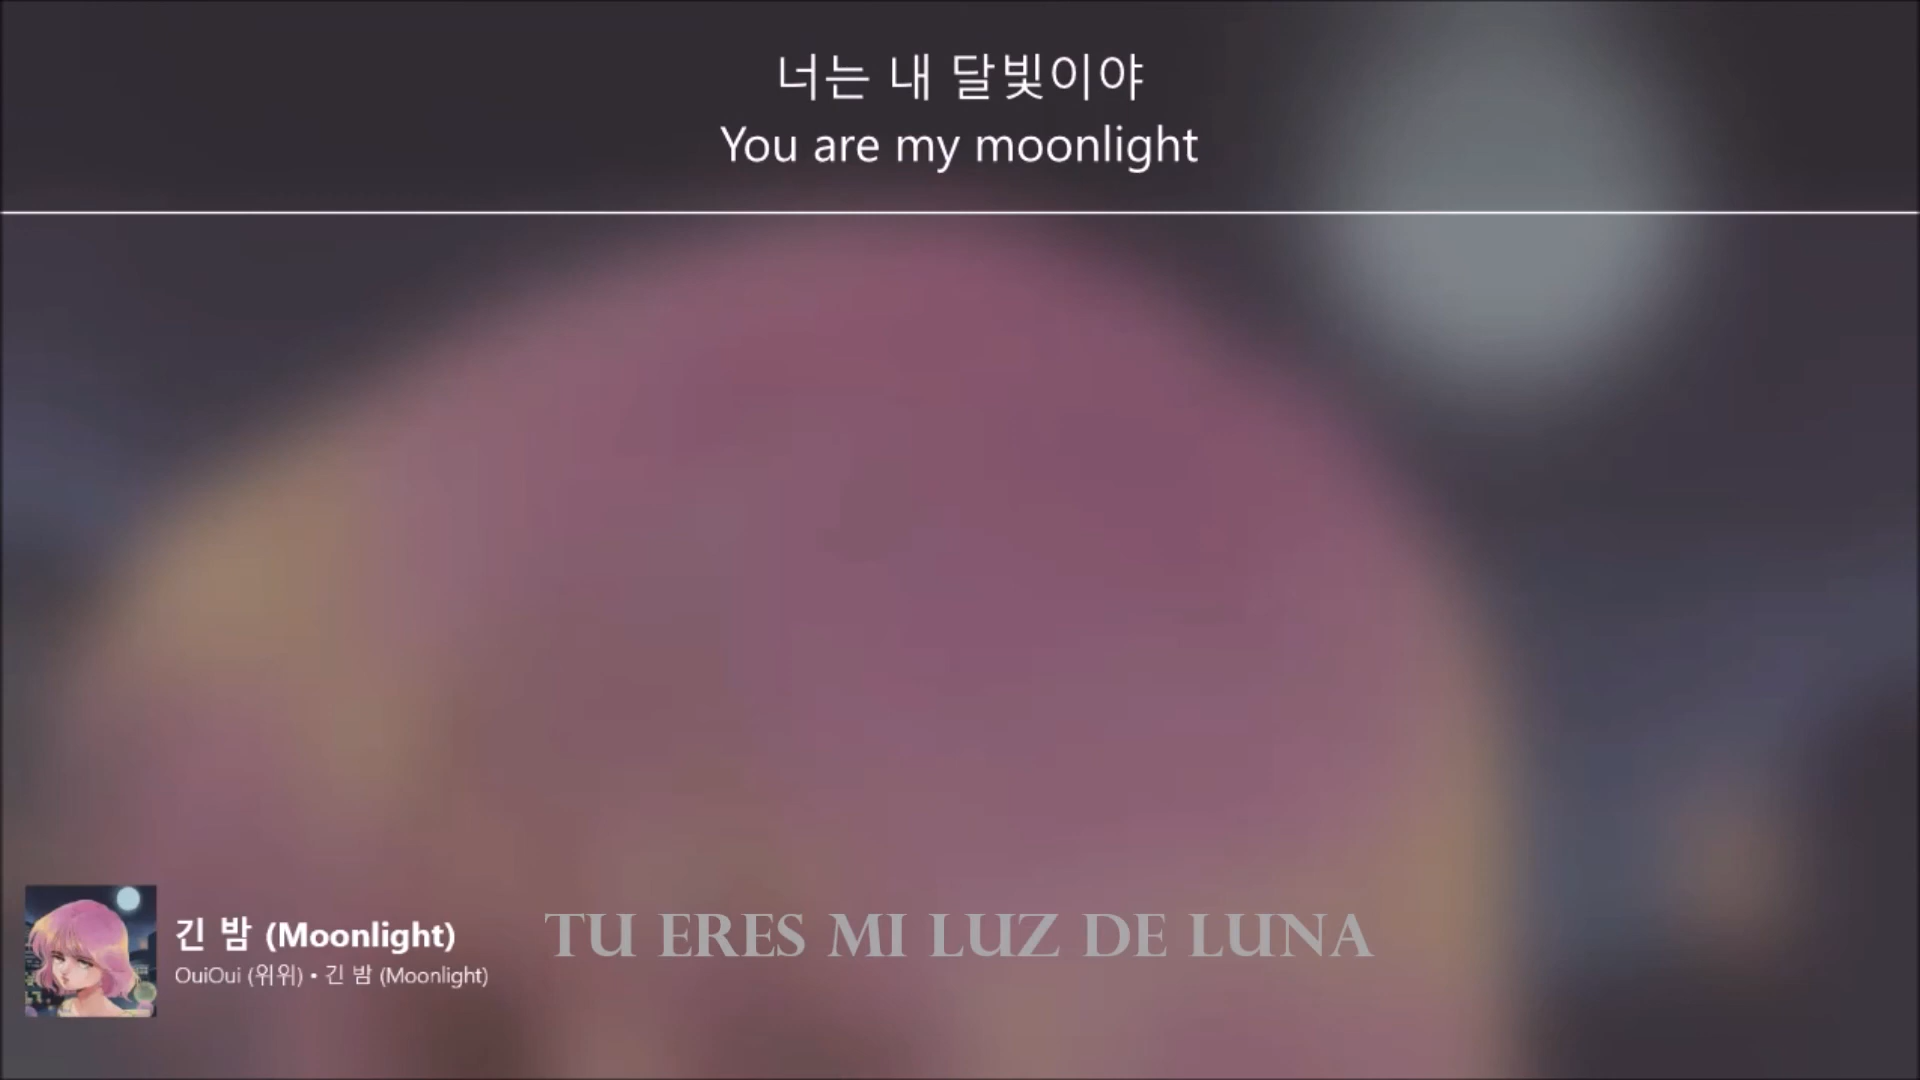 너는 내 달빛이야
You are my moonlight
긴 밤 (Moonlight)
OuiOui (위위) • 긴 밤 (Moonlight)
TU ERES MI LUZ DE LUNA